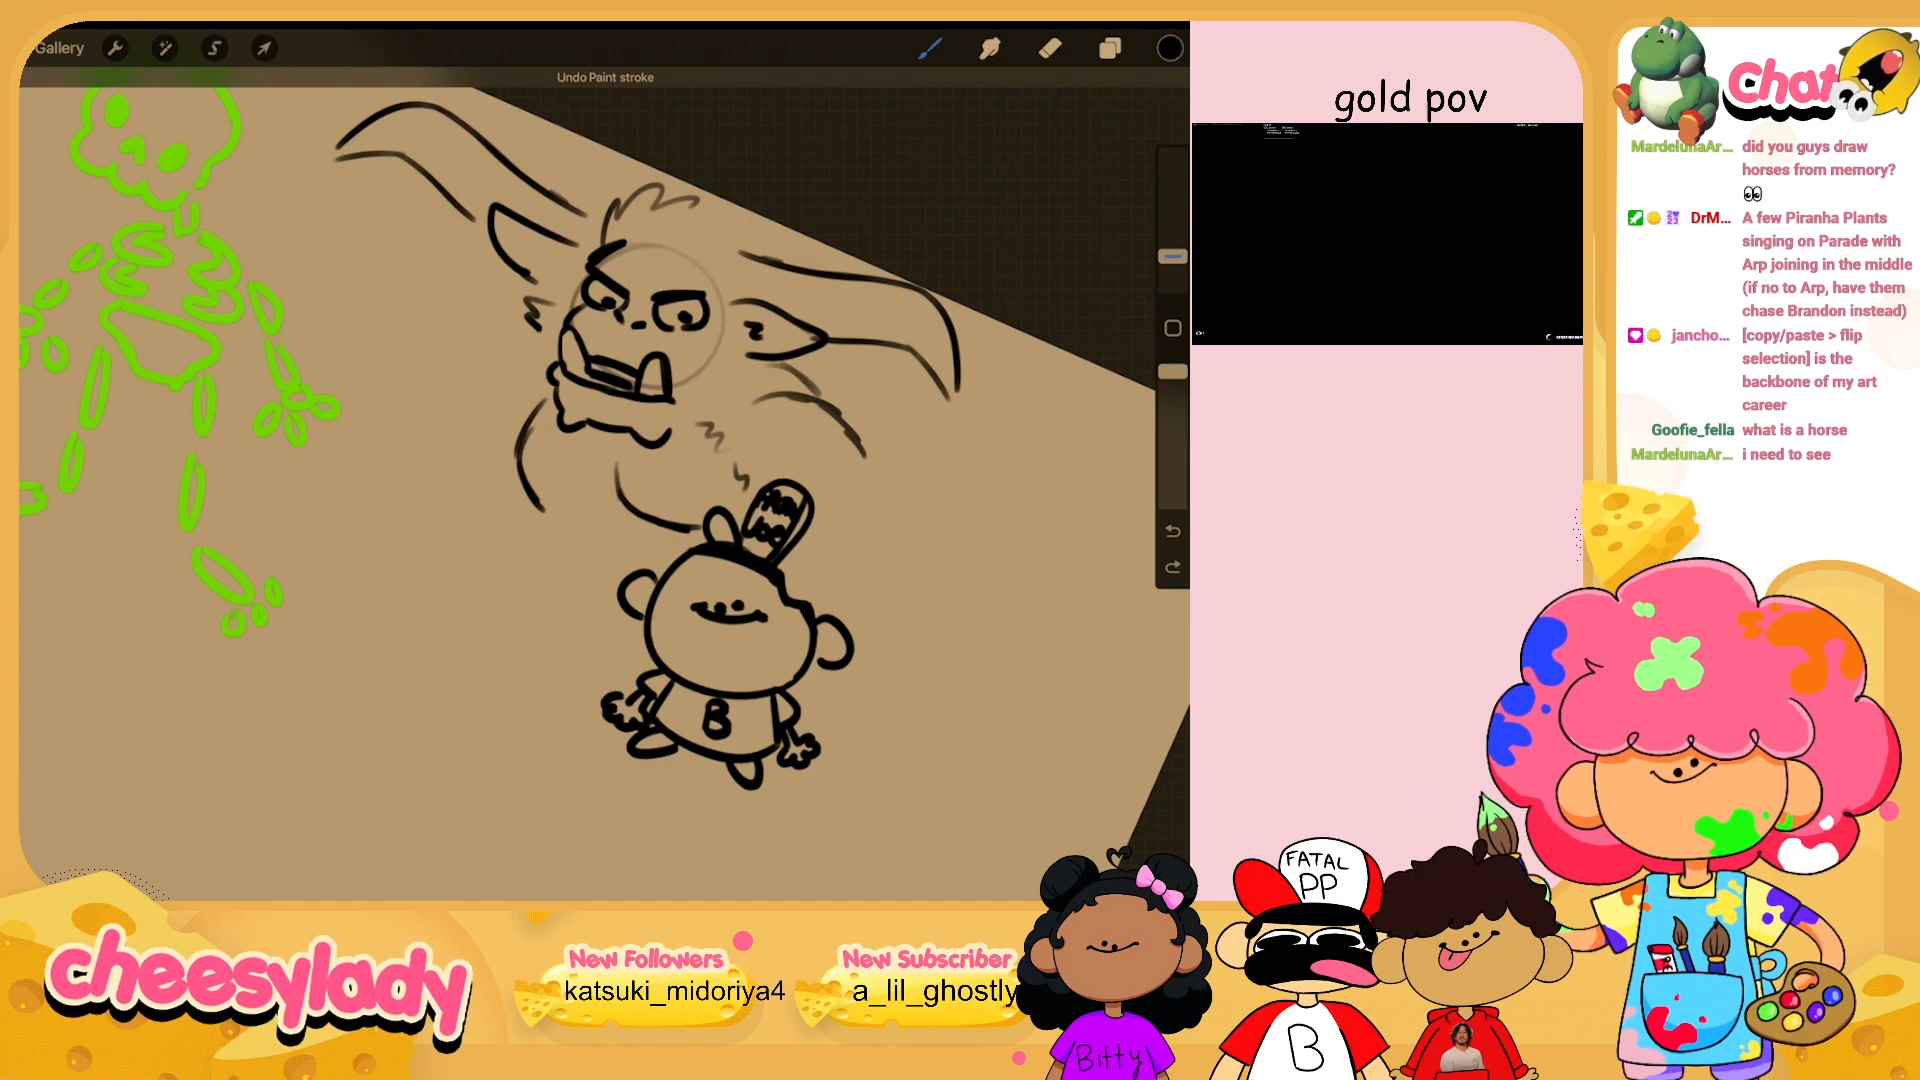 Gallery
Undo Paint stroke
gold pov
Chat
MardelunaAr... did you guys draw
horses from memory?
DrM... A few Piranha Plants
singing on Parade with
Arp joining in the middle
(if no to Arp, have them
chase Brandon instead)
jancho... [copy/paste > flip
selection] is the
backbone of my art
career
Goofie_fella what is a horse
MardelunaAr... i need to see
B
FATAL
PP
cheesylady
New Followers
katsuki_midoriya4
New Subscriber
a_lil_ghostly
Bitty
B